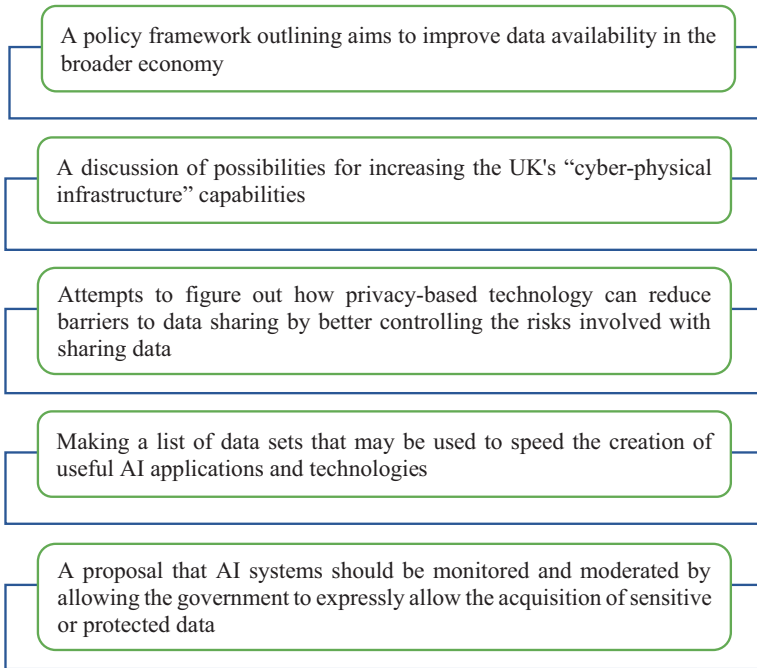 A policy framework outlining aims to improve data availability in the
broader economy
A discussion of possibilities for increasing the UK's “cyber-physical
infrastructure” capabilities
Attempts to figure out how privacy-based technology can reduce
barriers to data sharing by better controlling the risks involved with
sharing data
Making a list of data sets that may be used to speed the creation of
useful AI applications and technologies
A proposal that AI systems should be monitored and moderated by
allowing the government to expressly allow the acquisition of sensitive
or protected data